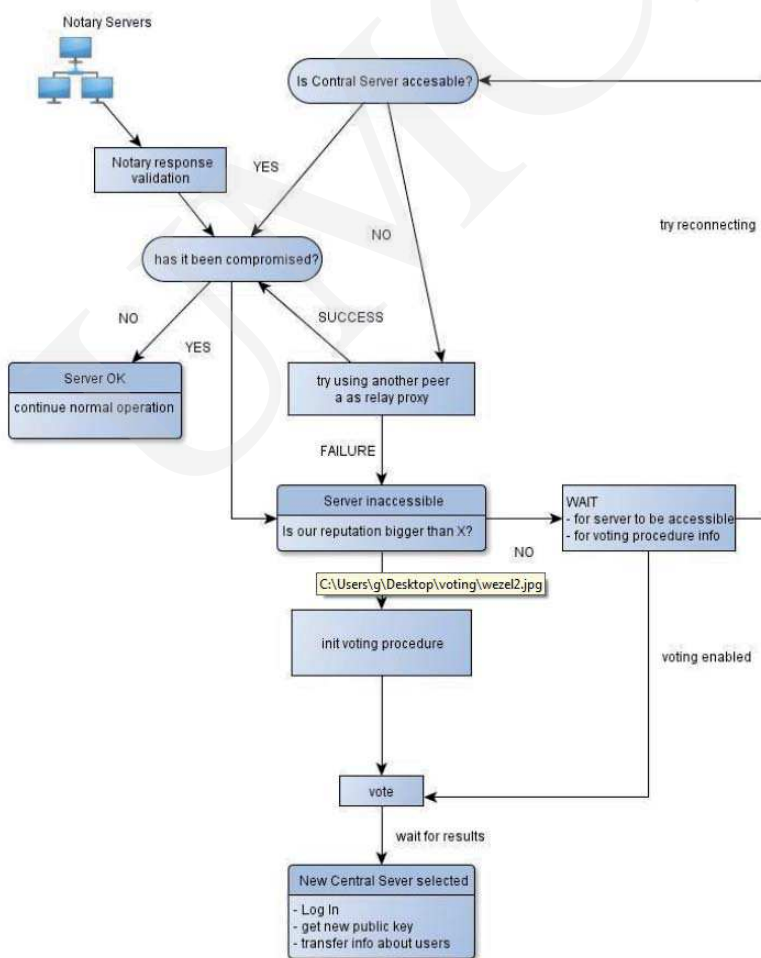 Notary Servers
Is Contral Server accesable?
Notary response
validation
YES
try reconnecting
NO
has it been compromised?
SUCCESS
NO
YES
Server OK
continue normal operation
try using another peer
a as relay proxy
FAILURE
Server inaccessible
Is our reputation bigger than X?
WAIT
- for server to be accessible
- for voting procedure info
NO
C:\Users\g\Desktop\voting\wezel2.jpg
init voting procedure
voting enabled
vote
wait for results
New Central Sever selected
- Log In
- get new public key
- transfer info about users